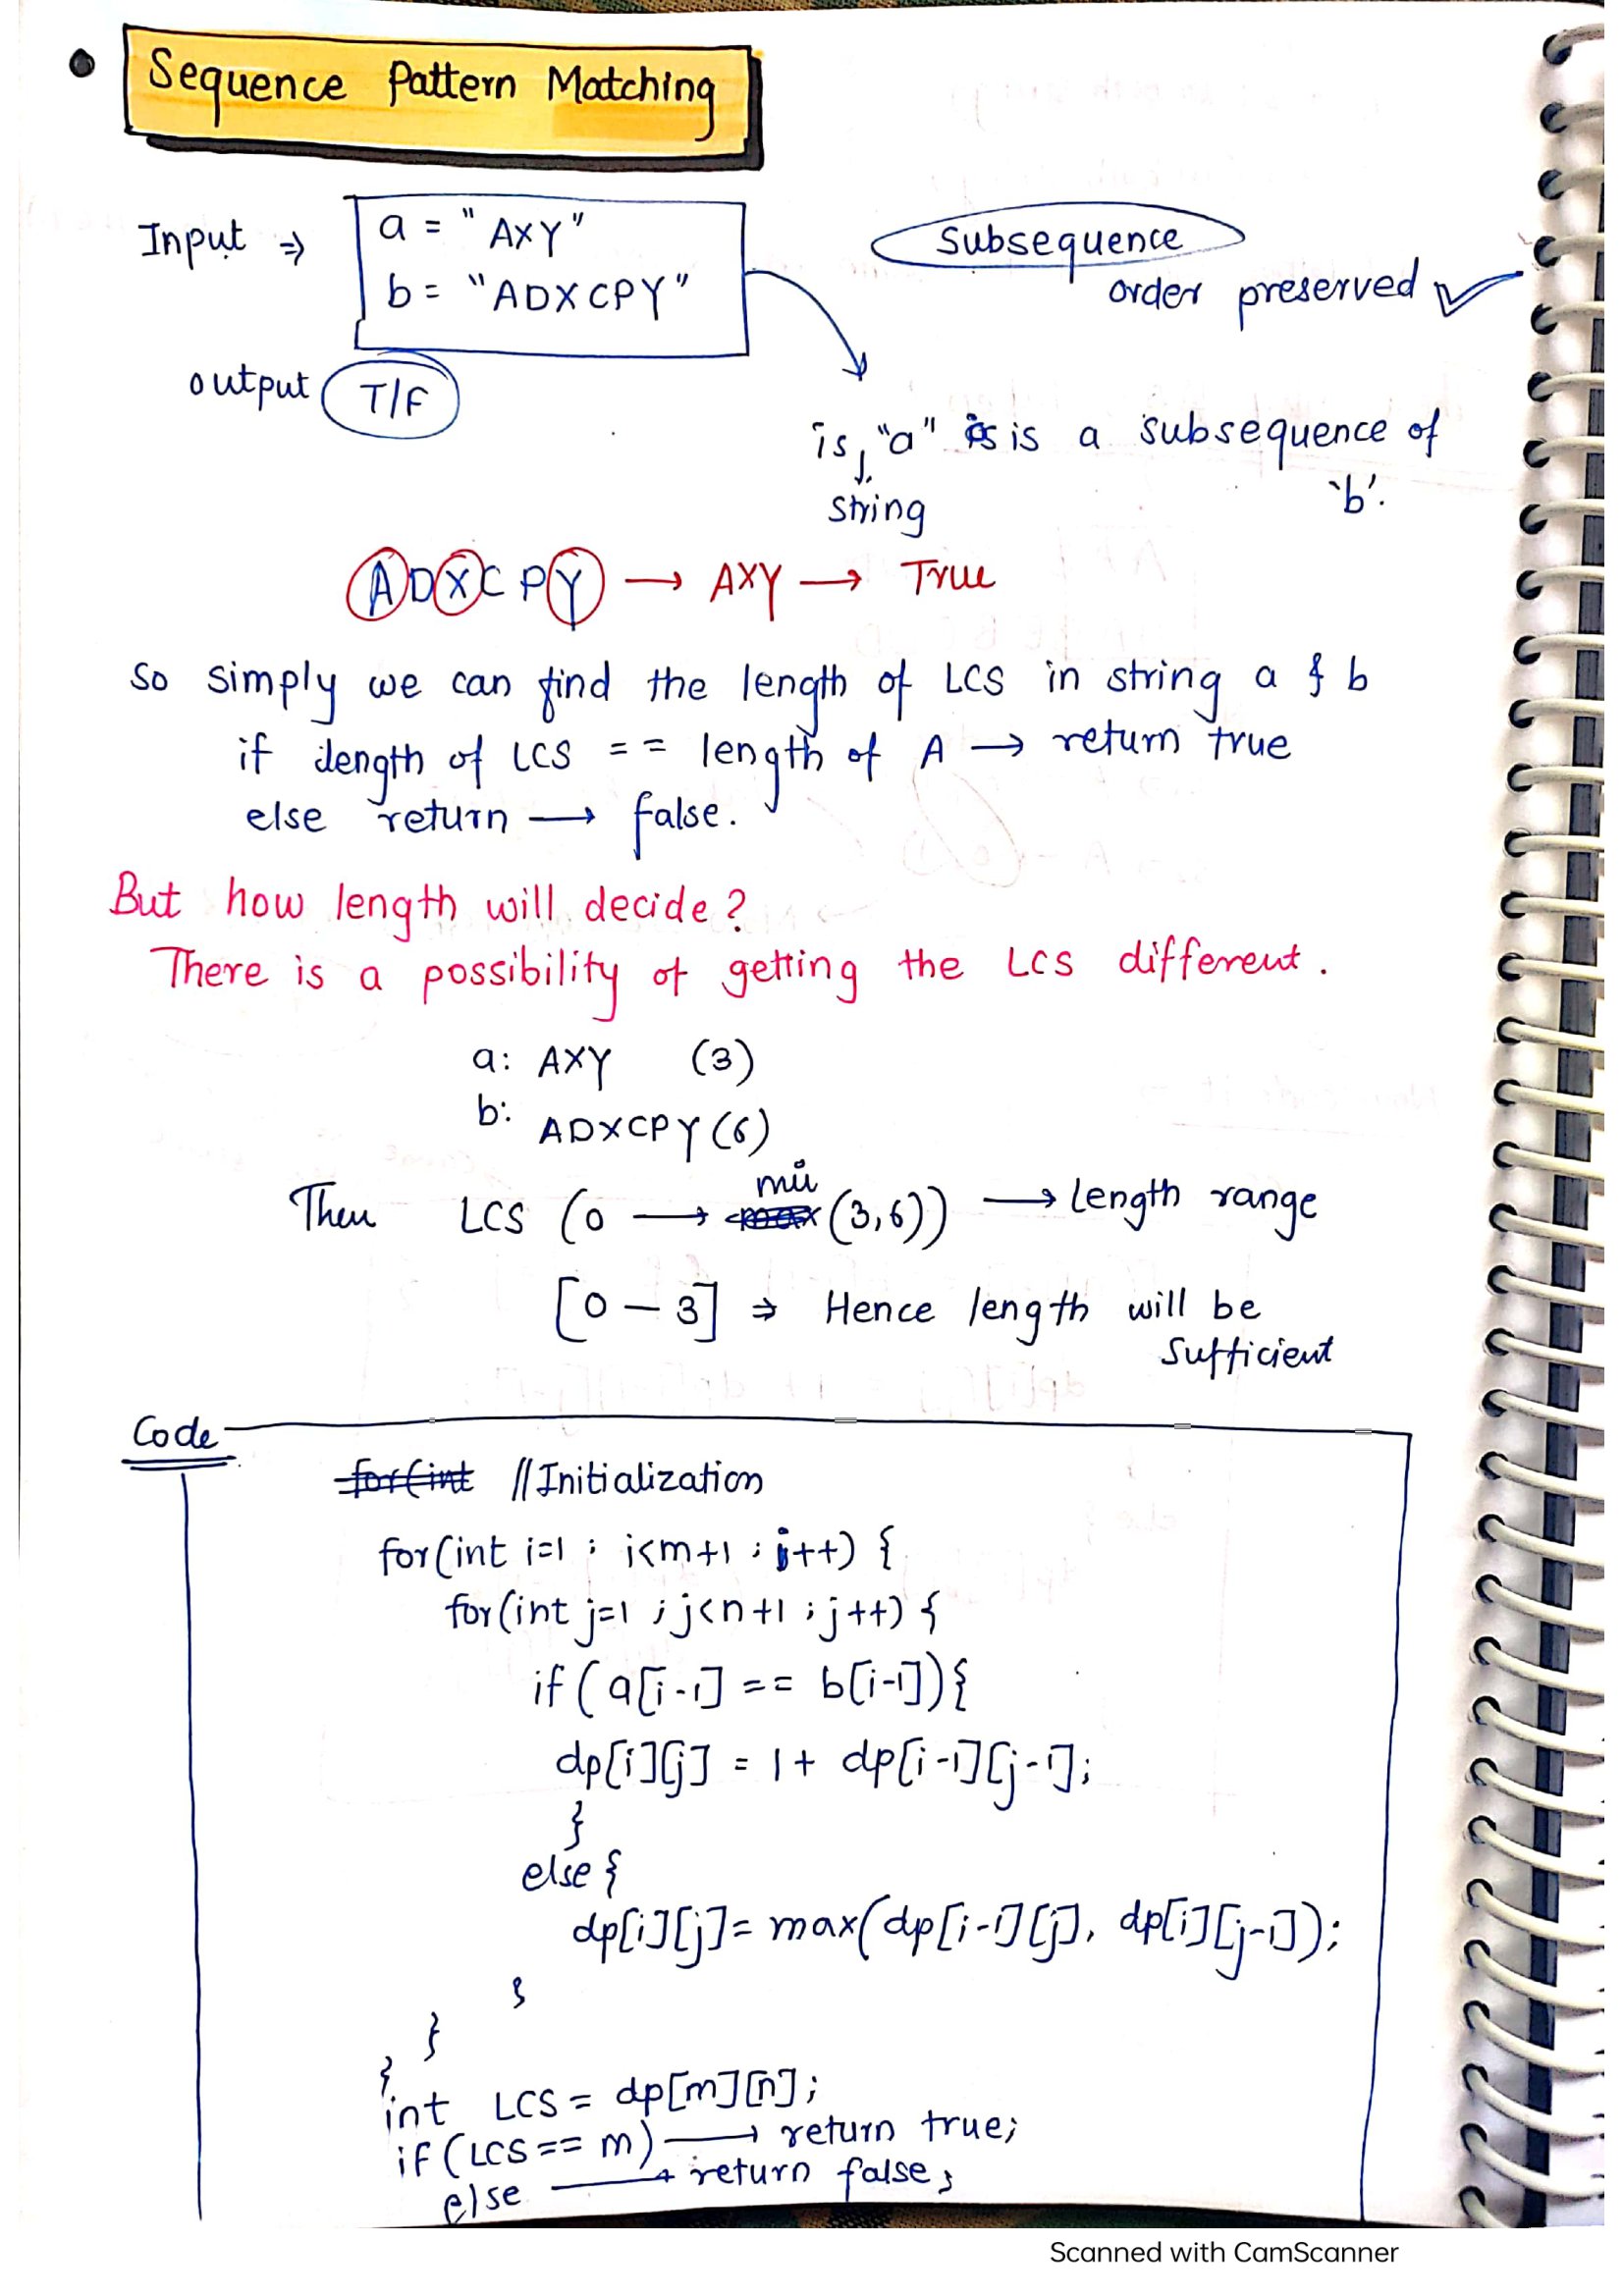 Sequence Pattern Matching
Input ⇒ a = "AXY"
b = "ADXCPY"
Subsequence
order preserved ✓
output T/F
is "a" is a subsequence of
string
'b'.
ADXCPY → AXY → True
So simply we can find the length of LCS in string a & b
if length of LCS == length of A → return true
else return → false.
But how length will decide?
There is a possibility of getting the LCS different.
a: AXY (3)
b: ADXCPY (6)
Then LCS (0 → min (3,6)) → Length range
[0 – 3] ⇒ Hence length will be
sufficient
Code
for(int //Initialization
for(int i=1 ; i<m+1 ; i++) {
for(int j=1 ; j<n+1 ; j++) {
if ( a[i-1] == b[i-1]){
dp[i][j] = 1 + dp[i-1][j-1];
}
else {
dp[i][j] = max(dp[i-1][j], dp[i][j-1]);
}
}
}
int LCS = dp[m][n];
if (LCS == m) → return true;
else → return false;
Scanned with CamScanner